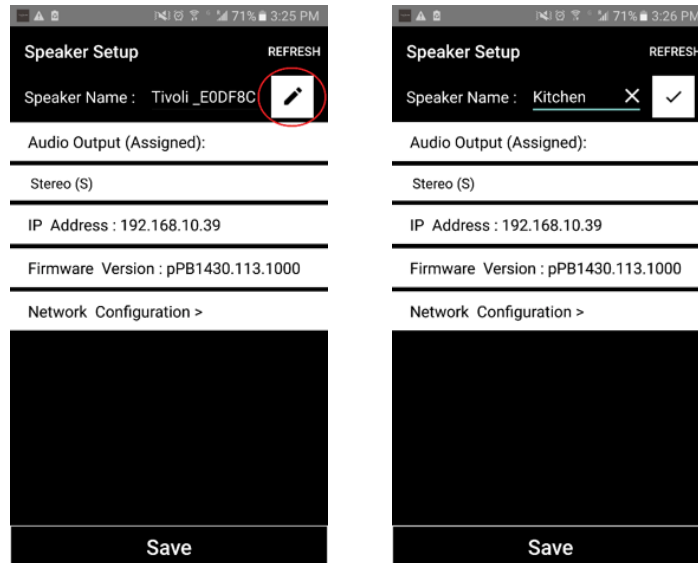 71% 3:25 PM
Speaker Setup REFRESH
Speaker Name : Tivoli _E0DF8C
Audio Output (Assigned):
Stereo (S)
IP Address : 192.168.10.39
Firmware Version : pPB1430.113.1000
Network Configuration >
Save
71% 3:26 PM
Speaker Setup REFRESH
Speaker Name : Kitchen
Audio Output (Assigned):
Stereo (S)
IP Address : 192.168.10.39
Firmware Version : pPB1430.113.1000
Network Configuration >
Save